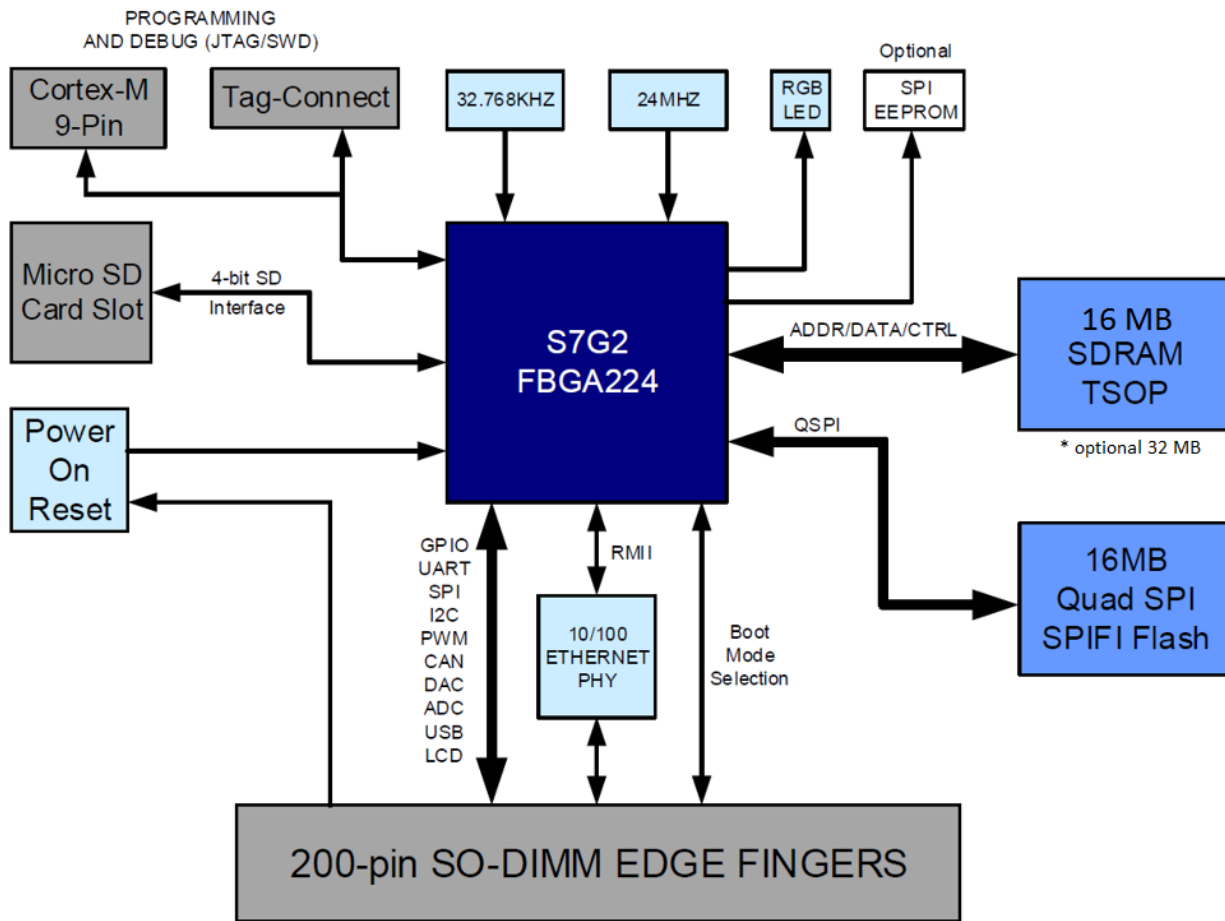 PROGRAMMING
AND DEBUG (JTAG/SWD)
Cortex-M
9-Pin
Tag-Connect
32.768KHZ
24MHZ
RGB
LED
Optional
SPI
EEPROM
Micro SD
Card Slot
4-bit SD
Interface
S7G2
FBGA224
ADDR/DATA/CTRL
16 MB
SDRAM
TSOP
* optional 32 MB
Power
On
Reset
QSPI
16MB
Quad SPI
SPIFI Flash
GPIO
UART
SPI
I2C
PWM
CAN
DAC
ADC
USB
LCD
RMII
10/100
ETHERNET
PHY
Boot
Mode
Selection
200-pin SO-DIMM EDGE FINGERS